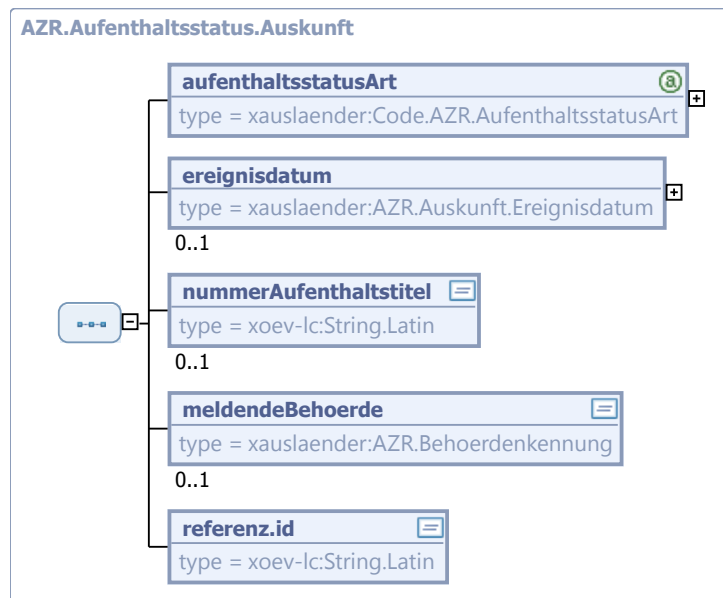 AZR.Aufenthaltsstatus.Auskunft
aufenthaltsstatusArt
type = xauslaender:Code.AZR.AufenthaltsstatusArt
ereignisdatum
type = xauslaender:AZR.Auskunft.Ereignisdatum
0..1
nummerAufenthaltstitel
type = xoev-lc:String.Latin
0..1
meldendeBehoerde
type = xauslaender:AZR.Behoerdenkennung
0..1
referenz.id
type = xoev-lc:String.Latin